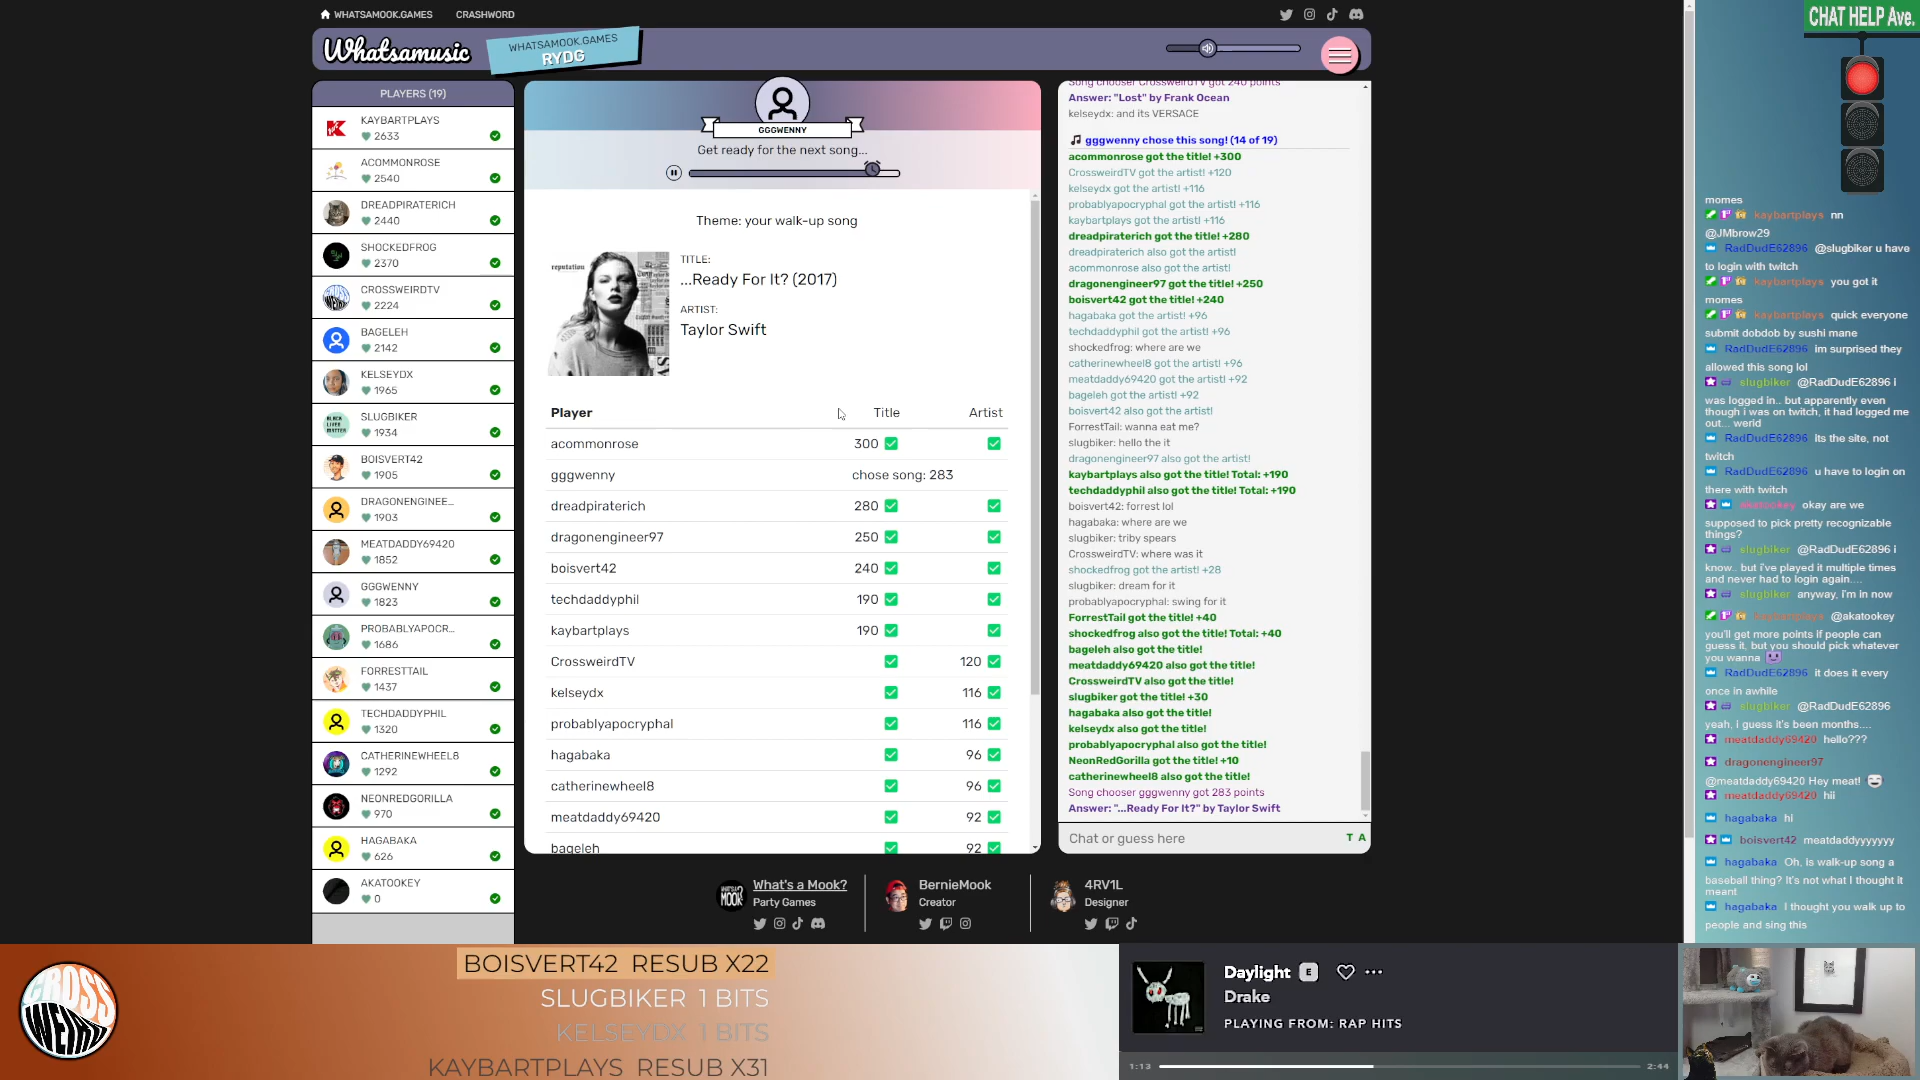 WHATSAMOOK.GAMES
CRASHWORD
Whatsamusic
WHATSAMOOK.GAMES
RYDG
PLAYERS (19)
KAYBARTPLAYS
2633
ACOMMONROSE
2540
DREADPIRATERICH
2440
SHOCKEDFROG
2370
CROSSWEIRDTV
2224
BAGELEH
2142
KELSEYDX
1965
SLUGBIKER
1934
BOISVERT42
1905
DRAGONENGINEE...
1903
MEATDADDY69420
1852
GGGWENNY
1823
PROBABLYAPOCR...
1686
FORRESTTAIL
1437
TECHDADDYPHIL
1320
CATHERINEWHEEL8
1292
NEONREDGORILLA
970
HAGABAKA
626
AKATOOKEY
0
GGGWENNY
Get ready for the next song...
Theme: your walk-up song
reputation
TITLE:
...Ready For It? (2017)
ARTIST:
Taylor Swift
Player Title Artist
acommonrose 300
gggwenny chose song: 283
dreadpiraterich 280
dragonengineer97 250
boisvert42 240
techdaddyphil 190
kaybartplays 190
CrossweirdTV 120
kelseydx 116
probablyapocryphal 116
hagabaka 96
catherinewheel8 96
meatdaddy69420 92
bageleh 92
Song chooser CrossweirdTV got 240 points
Answer: "Lost" by Frank Ocean
kelseydx: and its VERSACE
gggwenny chose this song! (14 of 19)
acommonrose got the title! +300
CrossweirdTV got the artist! +120
kelseydx got the artist! +116
probablyapocryphal got the artist! +116
kaybartplays got the artist! +116
dreadpiraterich got the title! +280
dreadpiraterich also got the artist!
acommonrose also got the artist!
dragonengineer97 got the title! +250
boisvert42 got the title! +240
hagabaka got the artist! +96
techdaddyphil got the artist! +96
shockedfrog: where are we
catherinewheel8 got the artist! +96
meatdaddy69420 got the artist! +92
bageleh got the artist! +92
boisvert42 also got the artist!
ForrestTail: wanna eat me?
slugbiker: hello the it
dragonengineer97 also got the artist!
kaybartplays also got the title! Total: +190
techdaddyphil also got the title! Total: +190
boisvert42: forrest lol
hagabaka: where are we
slugbiker: triby spears
CrossweirdTV: where was it
shockedfrog got the artist! +28
slugbiker: dream for it
probablyapocryphal: swing for it
ForrestTail got the title! +40
shockedfrog also got the title! Total: +40
bageleh also got the title!
meatdaddy69420 also got the title!
CrossweirdTV also got the title!
slugbiker got the title! +30
hagabaka also got the title!
kelseydx also got the title!
probablyapocryphal also got the title!
NeonRedGorilla got the title! +10
catherinewheel8 also got the title!
Song chooser gggwenny got 283 points
Answer: "...Ready For It?" by Taylor Swift
Chat or guess here T A
WHAT'S A MOOK?
What's a Mook?
Party Games
BernieMook
Creator
4RV1L
Designer
CHAT HELP Ave.
momes
kaybartplays nn
@JMbrow29
RadDudE62896 @slugbiker u have
to login with twitch
kaybartplays you got it
momes
kaybartplays quick everyone
submit dobdob by sushi mane
RadDudE62896 im surprised they
allowed this song lol
slugbiker @RadDudE62896 i
was logged in.. but apparently even
though i was on twitch, it had logged me
out... werid
RadDudE62896 its the site, not
twitch
RadDudE62896 u have to login on
there with twitch
akatookey okay are we
supposed to pick pretty recognizable
things?
slugbiker @RadDudE62896 i
know.. but i've played it multiple times
and never had to login again....
slugbiker anyway, i'm in now
kaybartplays @akatookey
you'll get more points if people can
guess it, but you should pick whatever
you wanna
RadDudE62896 it does it every
once in awhile
slugbiker @RadDudE62896
yeah, i guess it's been months....
meatdaddy69420 hello???
dragonengineer97
@meatdaddy69420 Hey meat!
meatdaddy69420 hii
hagabaka hi
boisvert42 meatdaddyyyyyy
hagabaka Oh, is walk-up song a
baseball thing? It's not what I thought it
meant
hagabaka I thought you walk up to
people and sing this
CROSS
WEIRD
BOISVERT42 RESUB X22
SLUGBIKER 1 BITS
KELSEYDX 1 BITS
KAYBARTPLAYS RESUB X31
Daylight E
Drake
PLAYING FROM: RAP HITS
1:13
2:44